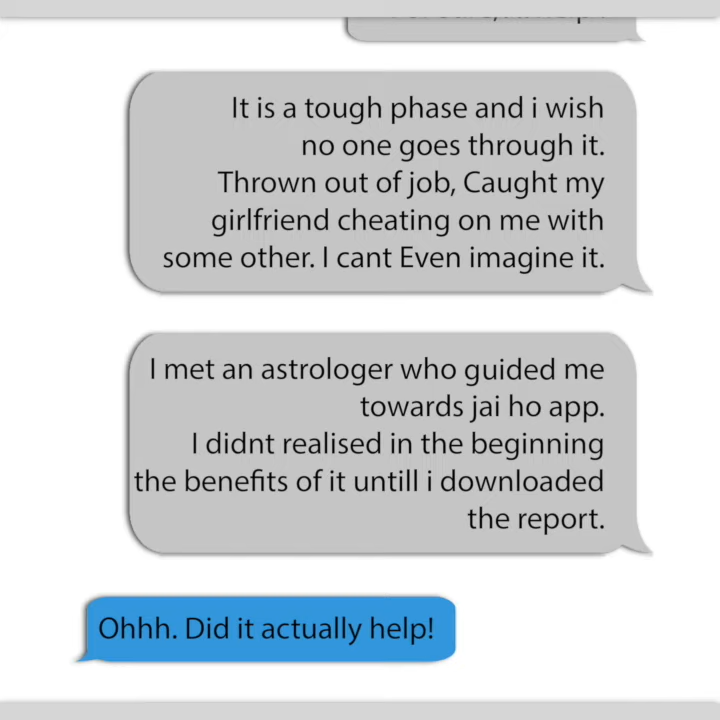 It is a tough phase and i wish
no one goes through it.
Thrown out of job, Caught my
girlfriend cheating on me with
some other. I cant Even imagine it.
I met an astrologer who guided me
towards jai ho app.
I didnt realised in the beginning
the benefits of it untill i downloaded
the report.
Ohhh. Did it actually help!